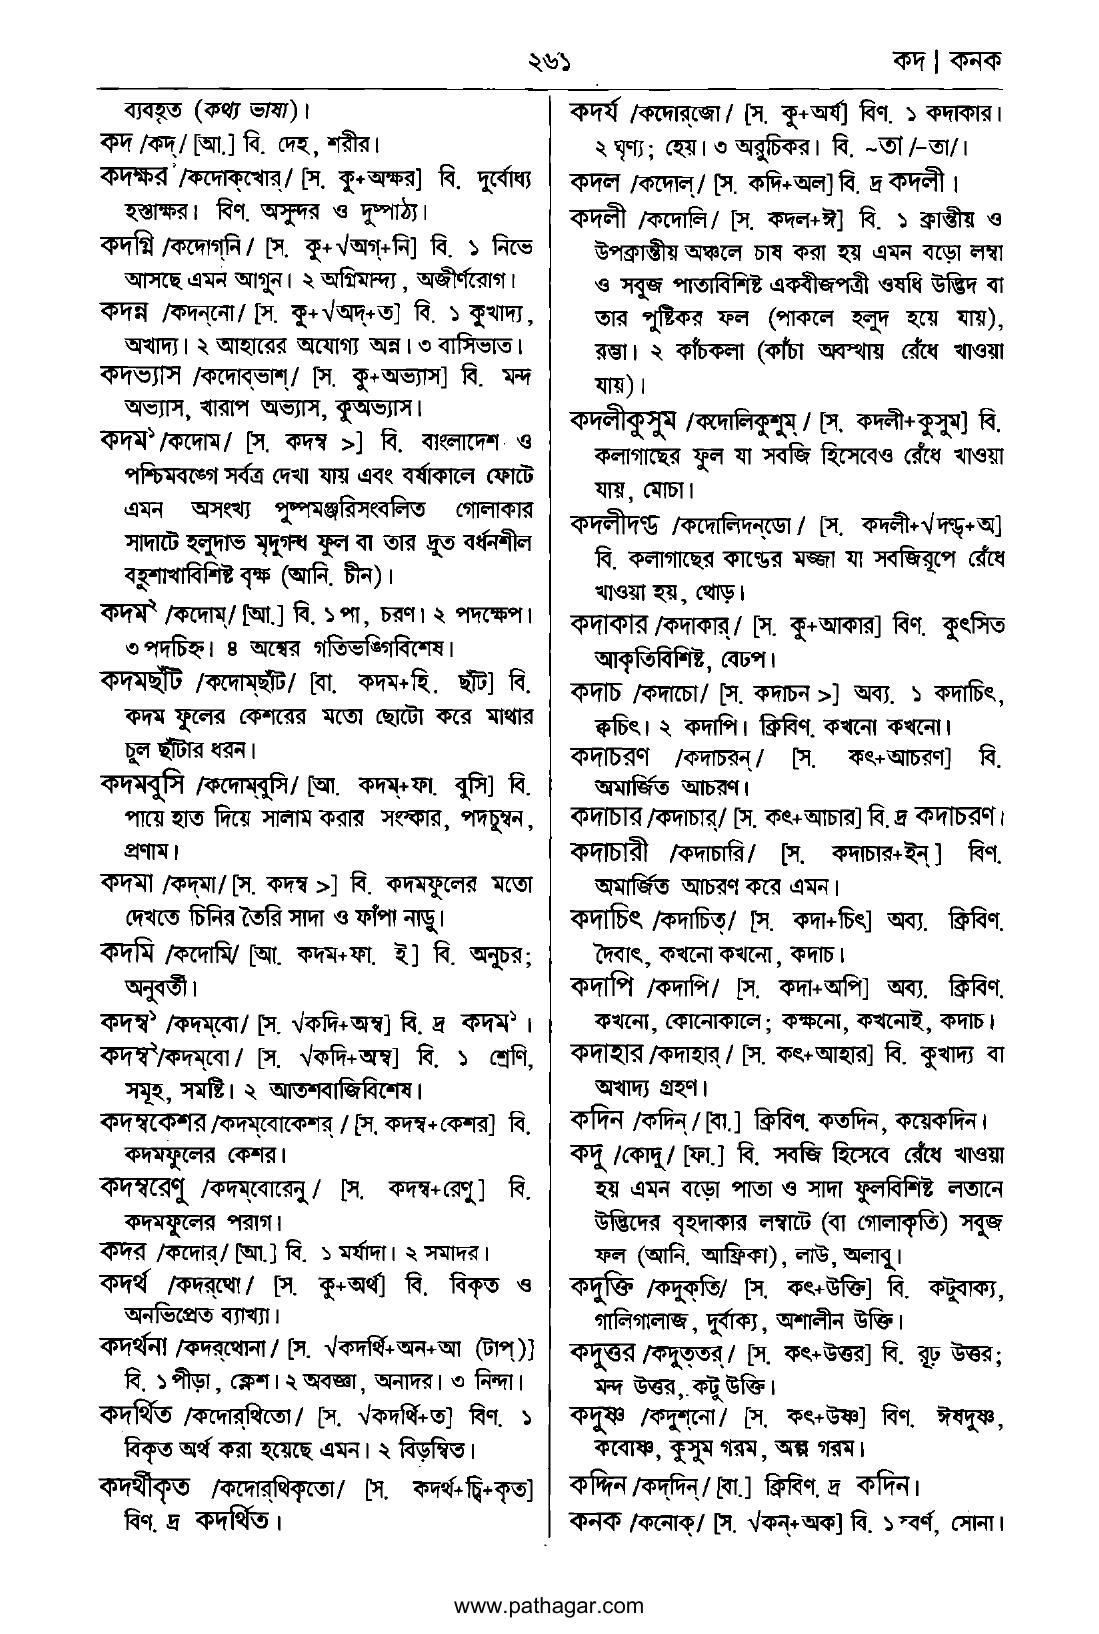 ২৬১
কদ | কনক
ব্যবহৃত (কথ্য ভাষা)।
কদ /কদ্/ [আ.] বি. দেহ, শরীর।
কদক্ষর /কদোক্‌খোর্/ [স. কু+অক্ষর] বি. দুর্বোধ্য
হস্তাক্ষর। বিণ. অসুন্দর ও দুষ্পাঠ্য।
কদগ্নি /কদোগ্‌নি/ [স. কু+√অগ্+নি] বি. ১ নিভে
আসছে এমন আগুন। ২ অগ্নিমান্দ্য, অজীর্ণরোগ।
কদন্ন /কদন্‌নো/ [স. কু+√অদ্+ত] বি. ১ কুখাদ্য,
অখাদ্য। ২ আহারের অযোগ্য অন্ন। ৩ বাসিভাত।
কদভ্যাস /কদোব্‌ভাশ্/ [স. কু+অভ্যাস] বি. মন্দ
অভ্যাস, খারাপ অভ্যাস, কুঅভ্যাস।
কদম১ /কদোম/ [স. কদম্ব >] বি. বাংলাদেশ ও
পশ্চিমবঙ্গে সর্বত্র দেখা যায় এবং বর্ষাকালে ফোটে
এমন অসংখ্য পুষ্পমঞ্জরিসংবলিত গোলাকার
সাদাটে হলুদাভ মৃদুগন্ধ ফুল বা তার দ্রুত বর্ধনশীল
বহুশাখাবিশিষ্ট বৃক্ষ (আনি. চীন)।
কদম২ /কদোম্/ [আ.] বি. ১ পা, চরণ। ২ পদক্ষেপ।
৩ পদচিহ্ন। ৪ অশ্বের গতিভঙ্গিবিশেষ।
কদমছাঁট /কদোম্‌ছাঁট/ [বা. কদম+হি. ছাঁট] বি.
কদম ফুলের কেশরের মতো ছোটো করে মাথার
চুল ছাঁটার ধরন।
কদমবুসি /কদোম্‌বুসি/ [আ. কদম্+ফা. বুসি] বি.
পায়ে হাত দিয়ে সালাম করার সংস্কার, পদচুম্বন,
প্রণাম।
কদমা /কদ্‌মা/ [স. কদম্ব >] বি. কদমফুলের মতো
দেখতে চিনির তৈরি সাদা ও ফাঁপা নাড়ু।
কদমি /কদোমি/ [আ. কদম+ফা. ই] বি. অনুচর;
অনুবর্তী।
কদম্ব১ /কদম্‌বো/ [স. √কদি+অম্ব] বি. দ্র কদম১।
কদম্ব২/কদম্‌বো/ [স. √কদি+অম্ব] বি. ১ শ্রেণি,
সমূহ, সমষ্টি। ২ আতশবাজিবিশেষ।
কদম্বকেশর /কদম্‌বোকেশর্ / [স. কদম্ব+কেশর] বি.
কদমফুলের কেশর।
কদম্বরেণু /কদম্‌বোরেনু/ [স. কদম্ব+রেণু] বি.
কদমফুলের পরাগ।
কদর /কদোর্/ [আ.] বি. ১ মর্যাদা। ২ সমাদর।
কদর্থ /কদর্‌থো/ [স. কু+অর্থ] বি. বিকৃত ও
অনভিপ্রেত ব্যাখ্যা।
কদর্থনা /কদর্‌থোনা/ [স. √কদর্থি+অন+আ (টাপ্)]
বি. ১ পীড়া, ক্লেশ। ২ অবজ্ঞা, অনাদর। ৩ নিন্দা।
কদর্থিত /কদোর্‌থিতো/ [স. √কদর্থি+ত] বিণ. ১
বিকৃত অর্থ করা হয়েছে এমন। ২ বিড়ম্বিত।
কদর্থীকৃত /কদোর্‌থিকৃতো/ [স. কদর্থ+চ্বি+কৃত]
বিণ. দ্র কদর্থিত।
কদর্য /কদোর্‌জো/ [স. কু+অর্য] বিণ. ১ কদাকার।
২ ঘৃণ্য; হেয়। ৩ অরুচিকর। বি. ~তা /–তা/।
কদল /কদোল্/ [স. কদি+অল] বি. দ্র কদলী।
কদলী /কদোলি/ [স. কদল+ঈ] বি. ১ ক্রান্তীয় ও
উপক্রান্তীয় অঞ্চলে চাষ করা হয় এমন বড়ো লম্বা
ও সবুজ পাতাবিশিষ্ট একবীজপত্রী ওষধি উদ্ভিদ বা
তার পুষ্টিকর ফল (পাকলে হলুদ হয়ে যায়),
রম্ভা। ২ কাঁচকলা (কাঁচা অবস্থায় রেঁধে খাওয়া
যায়)।
কদলীকুসুম /কদোলিকুশুম্ / [স. কদলী+কুসুম] বি.
কলাগাছের ফুল যা সবজি হিসেবেও রেঁধে খাওয়া
যায়, মোচা।
কদলীদণ্ড /কদোলিদন্‌ডো/ [স. কদলী+√দণ্ড্+অ]
বি. কলাগাছের কাণ্ডের মজ্জা যা সবজিরূপে রেঁধে
খাওয়া হয়, থোড়।
কদাকার /কদাকার্/ [স. কু+আকার] বিণ. কুৎসিত
আকৃতিবিশিষ্ট, বেঢপ।
কদাচ /কদাচো/ [স. কদাচন >] অব্য. ১ কদাচিৎ,
ক্বচিৎ। ২ কদাপি। ক্রিবিণ. কখনো কখনো।
কদাচরণ /কদাচরন্/ [স. কৎ+আচরণ] বি.
অমার্জিত আচরণ।
কদাচার /কদাচার্/ [স. কৎ+আচার] বি. দ্র কদাচরণ।
কদাচারী /কদাচারি/ [স. কদাচার+ইন্] বিণ.
অমার্জিত আচরণ করে এমন।
কদাচিৎ /কদাচিত্/ [স. কদা+চিৎ] অব্য. ক্রিবিণ.
দৈবাৎ, কখনো কখনো, কদাচ।
কদাপি /কদাপি/ [স. কদা+অপি] অব্য. ক্রিবিণ.
কখনো, কোনোকালে; কক্ষনো, কখনোই, কদাচ।
কদাহার /কদাহার্/ [স. কৎ+আহার] বি. কুখাদ্য বা
অখাদ্য গ্রহণ।
কদিন /কদিন্/ [বা.] ক্রিবিণ. কতদিন, কয়েকদিন।
কদু /কোদু/ [ফা.] বি. সবজি হিসেবে রেঁধে খাওয়া
হয় এমন বড়ো পাতা ও সাদা ফুলবিশিষ্ট লতানে
উদ্ভিদের বৃহদাকার লম্বাটে (বা গোলাকৃতি) সবুজ
ফল (আনি. আফ্রিকা), লাউ, অলাবু।
কদুক্তি /কদুক্‌তি/ [স. কৎ+উক্তি] বি. কটুবাক্য,
গালিগালাজ, দুর্বাক্য, অশালীন উক্তি।
কদুত্তর /কদুত্‌তর্/ [স. কৎ+উত্তর] বি. রূঢ় উত্তর;
মন্দ উত্তর, কটু উক্তি।
কদুষ্ণ /কদুশ্‌নো/ [স. কৎ+উষ্ণ] বিণ. ঈষদুষ্ণ,
কবোষ্ণ, কুসুম গরম, অল্প গরম।
কদ্দিন /কদ্‌দিন্/ [বা.] ক্রিবিণ. দ্র কদিন।
কনক /কনোক্/ [স. √কন্+অক] বি. ১ স্বর্ণ, সোনা।
www.pathagar.com